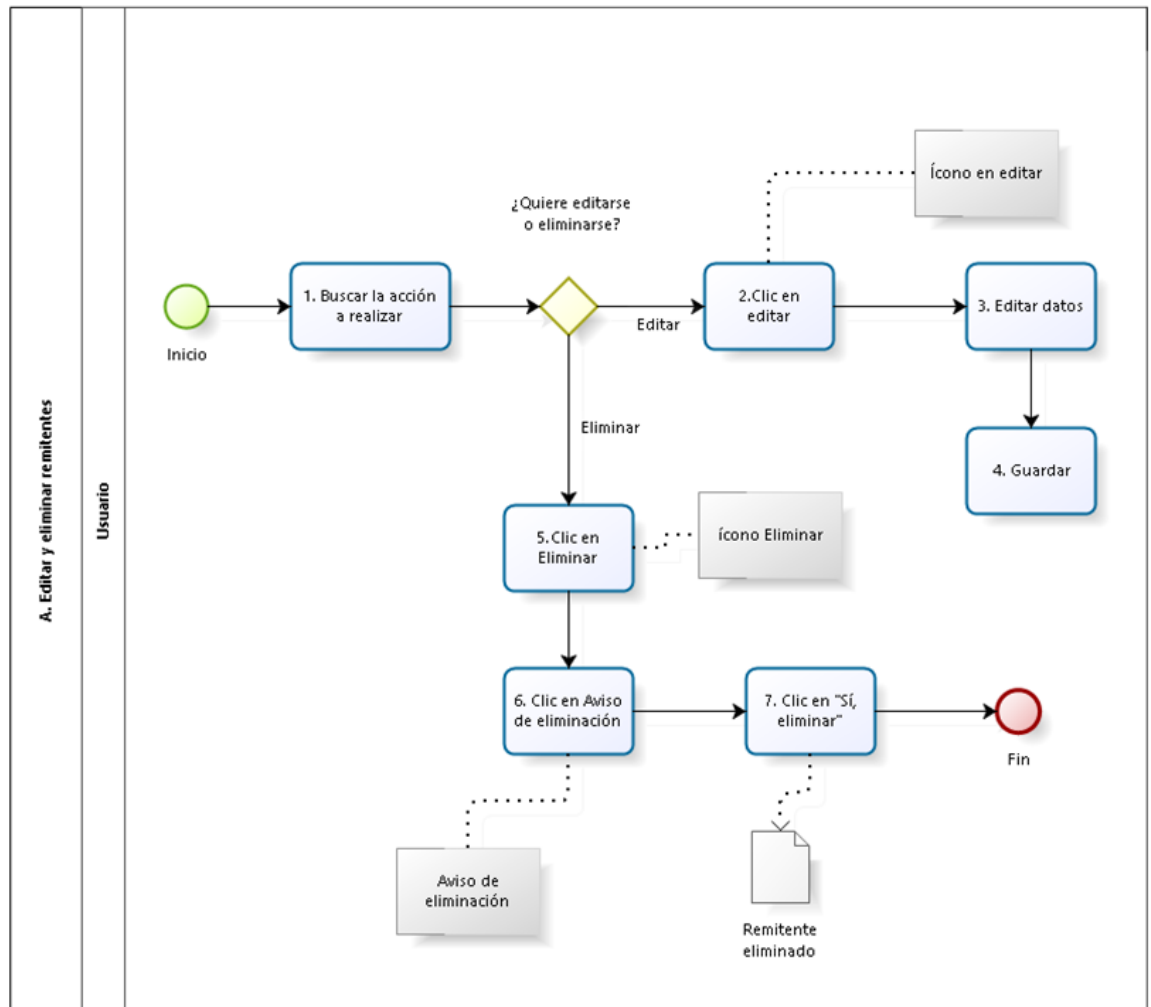 A. Editar y eliminar remitentes
Usuario
Inicio
1. Buscar la acción
a realizar
¿Quiere editarse
o eliminarse?
Editar
2.Clic en
editar
Ícono en editar
3. Editar datos
4. Guardar
Eliminar
5.Clic en
Eliminar
ícono Eliminar
6. Clic en Aviso
de eliminación
7. Clic en "Sí,
eliminar"
Fin
Aviso de
eliminación
Remitente
eliminado